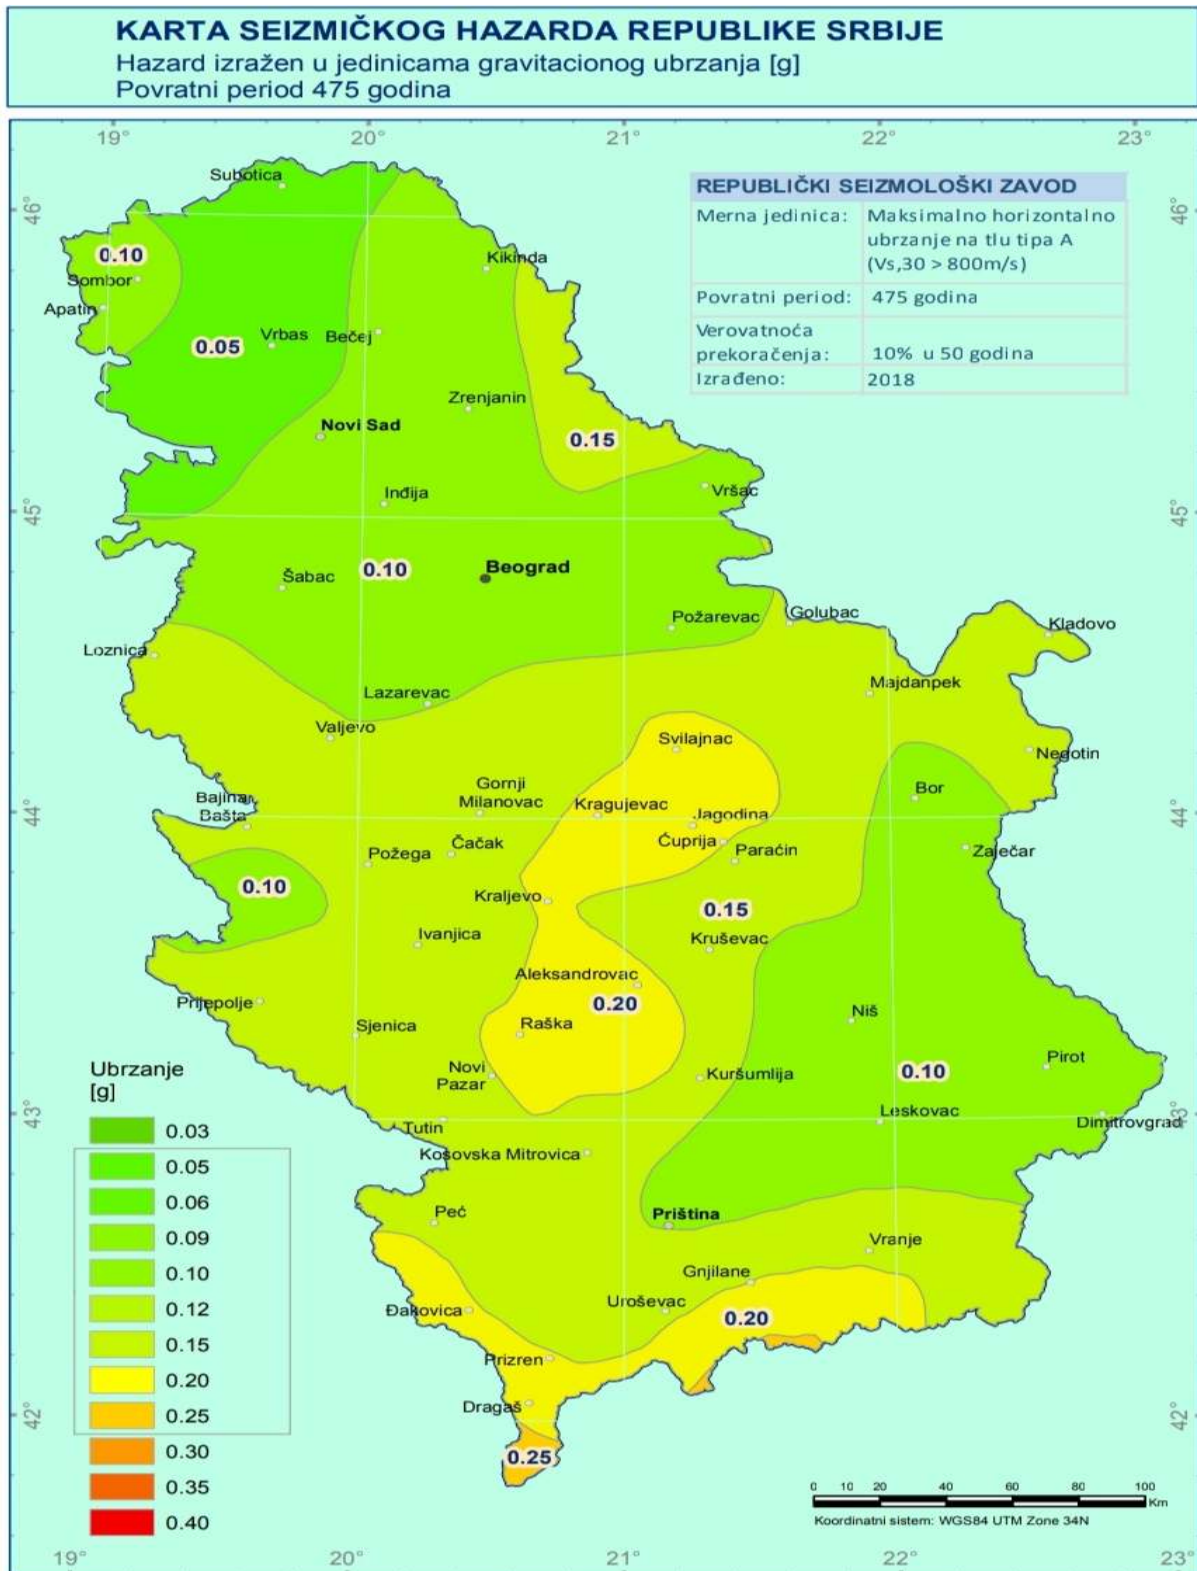 KARTA SEIZMIČKOG HAZARDA REPUBLIKE SRBIJE
Hazard izražen u jedinicama gravitacionog ubrzanja [g]
Povratni period 475 godina
19° 20° 21° 22° 23°
REPUBLIČKI SEIZMOLOŠKI ZAVOD
Merna jedinica: Maksimalno horizontalno
ubrzanje na tlu tipa A
(Vs,30 > 800m/s)
Povratni period: 475 godina
Verovatnoća
prekoračenja: 10% u 50 godina
Izrađeno: 2018
46° 46°
Subotica
0.10
Sombor
Kikinda
Apatin
0.05
Vrbas
Bečej
Zrenjanin
Novi Sad
0.15
Inđija
Vršac
45° 45°
0.10
Beograd
Šabac
Požarevac
Golubac
Kladovo
Loznica
Lazarevac
Majdanpek
Valjevo
Svilajnac
Negotin
Gornji
Milanovac
Bajina
Bašta
Kragujevac
Jagodina
Bor
44° 44°
Čačak
Ćuprija
Paraćin
Zaječar
Požega
0.10
Kraljevo
0.15
Ivanjica
Kruševac
Aleksandrovac
Prijepolje
0.20
Sjenica
Raška
Niš
Novi
Pazar
Kuršumlija
0.10
Pirot
43° 43°
Leskovac
Dimitrovgrad
Tutin
Kosovska Mitrovica
Peć
Priština
Vranje
Gnjilane
Đakovica
Uroševac
0.20
Prizren
Dragaš
42° 42°
0.25
Ubrzanje
[g]
0.03
0.05
0.06
0.09
0.10
0.12
0.15
0.20
0.25
0.30
0.35
0.40
0 10 20 40 60 80 100
Km
Koordinatni sistem: WGS84 UTM Zone 34N
19° 20° 21° 22° 23°